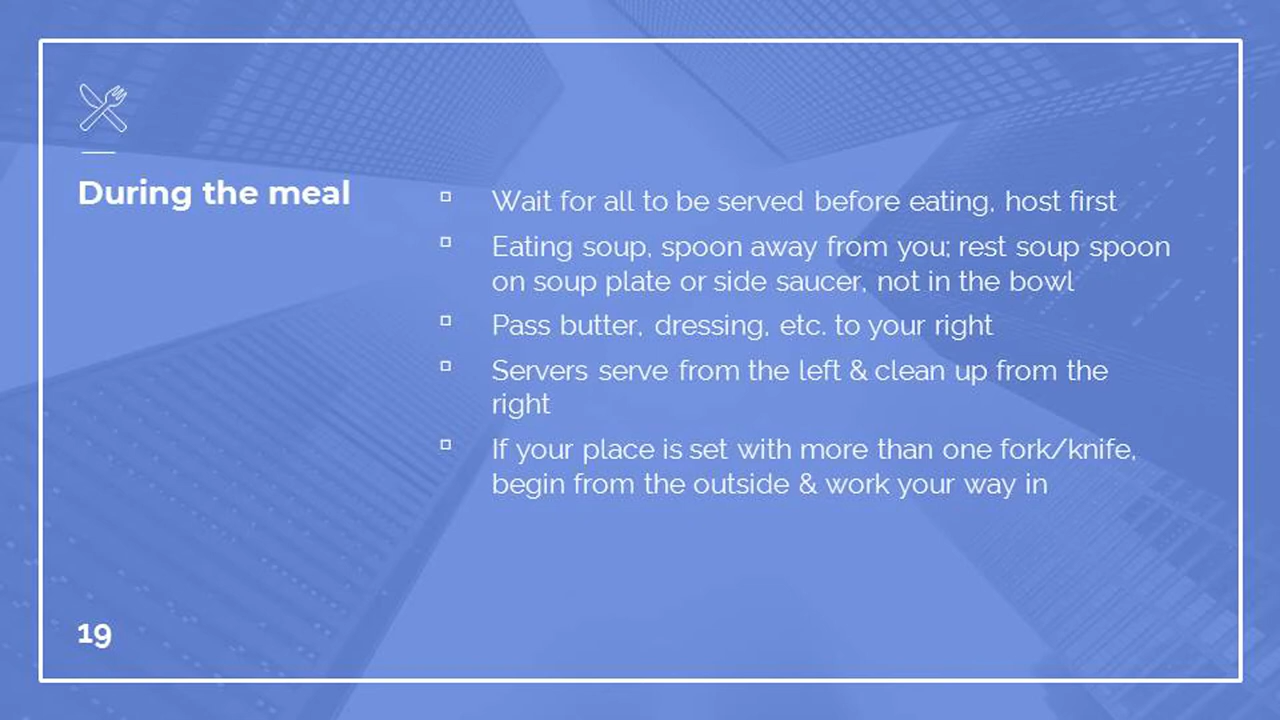 During the meal
Wait for all to be served before eating, host first
Eating soup, spoon away from you; rest soup spoon
on soup plate or side saucer, not in the bowl
Pass butter, dressing, etc. to your right
Servers serve from the left & clean up from the
right
If your place is set with more than one fork/knife,
begin from the outside & work your way in
19